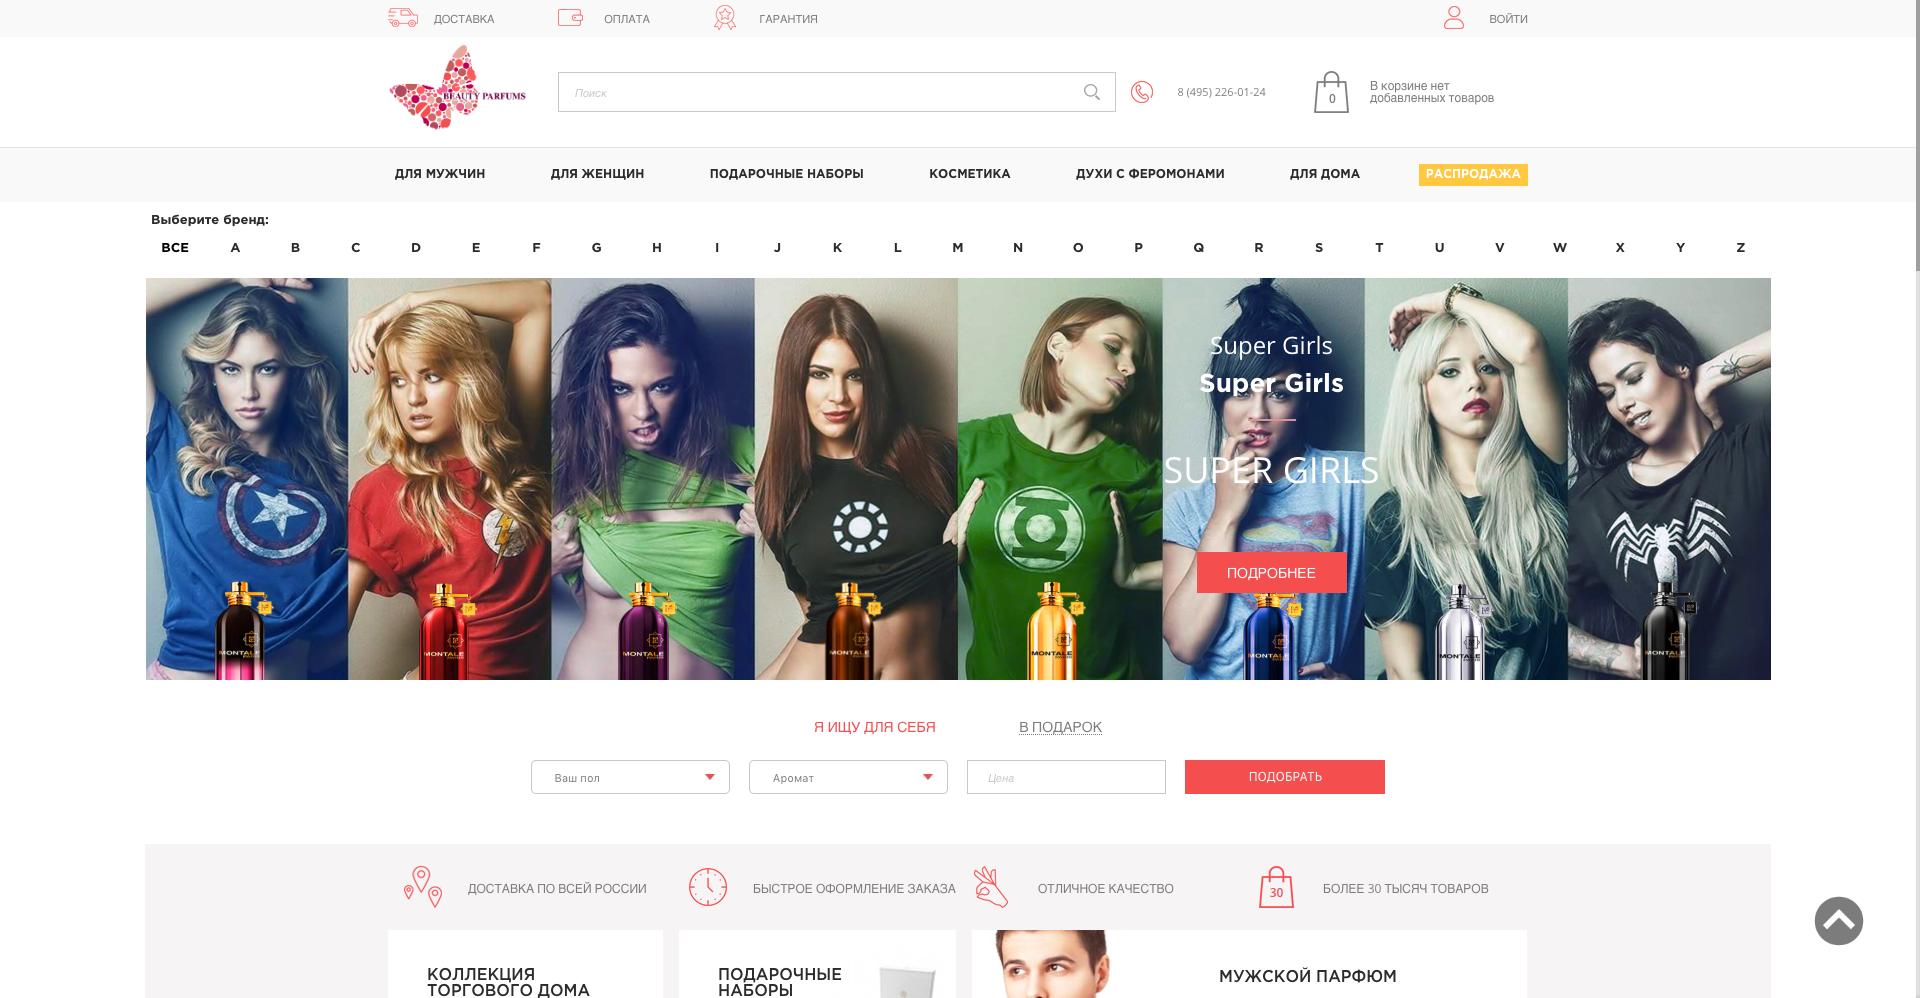 ДОСТАВКА
ОПЛАТА
ГАРАНТИЯ
ВОЙТИ
BEAUTY PARFUMS
Поиск
8 (495) 226-01-24
0
В корзине нет
добавленных товаров
ДЛЯ МУЖЧИН
ДЛЯ ЖЕНЩИН
ПОДАРОЧНЫЕ НАБОРЫ
КОСМЕТИКА
ДУХИ С ФЕРОМОНАМИ
ДЛЯ ДОМА
РАСПРОДАЖА
Выберите бренд:
ВСЕ A B C D E F G H I J K L M N O P Q R S T U V W X Y Z
Super Girls
Super Girls
SUPER GIRLS
ПОДРОБНЕЕ
MONTALE
MONTALE
MONTALE
MONTALE
MONTALE
MONTALE
MONTALE
MONTALE
Я ИЩУ ДЛЯ СЕБЯ
В ПОДАРОК
Ваш пол
Аромат
Цена
ПОДОБРАТЬ
ДОСТАВКА ПО ВСЕЙ РОССИИ
БЫСТРОЕ ОФОРМЛЕНИЕ ЗАКАЗА
ОТЛИЧНОЕ КАЧЕСТВО
30
БОЛЕЕ 30 ТЫСЯЧ ТОВАРОВ
КОЛЛЕКЦИЯ
ТОРГОВОГО ДОМА
ПОДАРОЧНЫЕ
НАБОРЫ
МУЖСКОЙ ПАРФЮМ